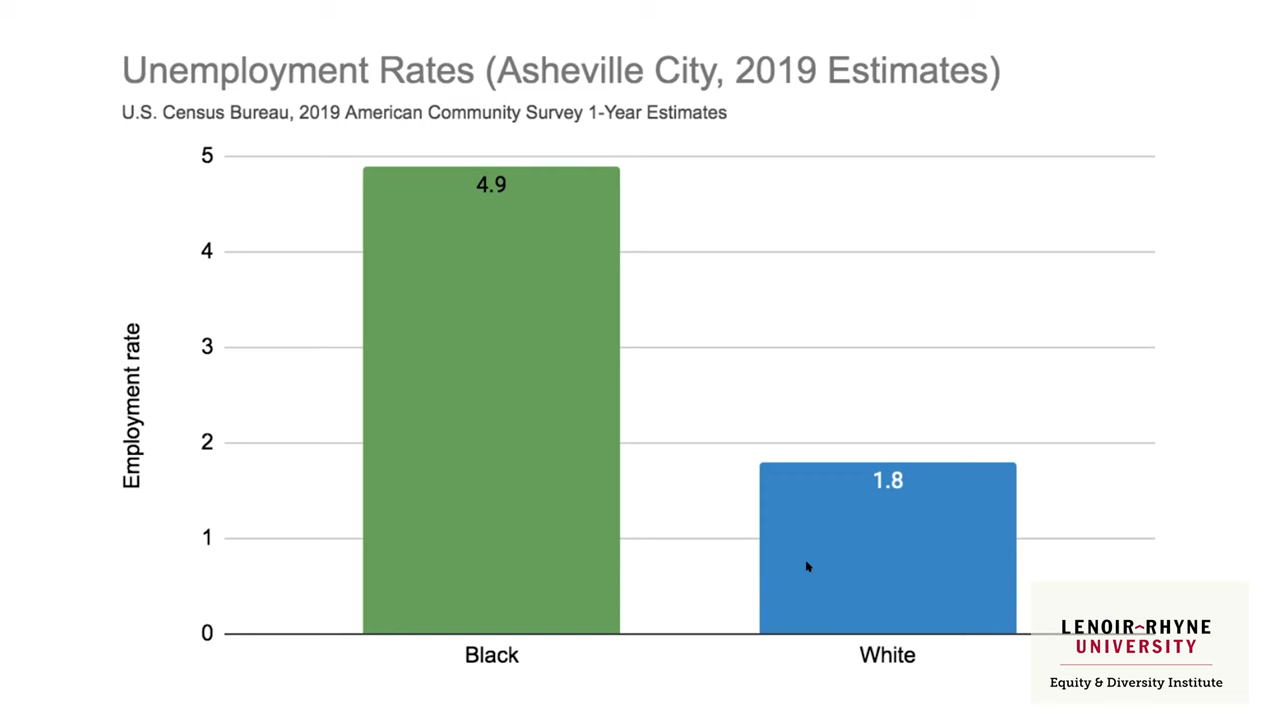 Unemployment Rates (Asheville City, 2019 Estimates)
U.S. Census Bureau, 2019 American Community Survey 1-Year Estimates
5
4
3
2
1
0
Employment rate
4.9
1.8
Black
White
LENOIR-RHYNE
UNIVERSITY
Equity & Diversity Institute